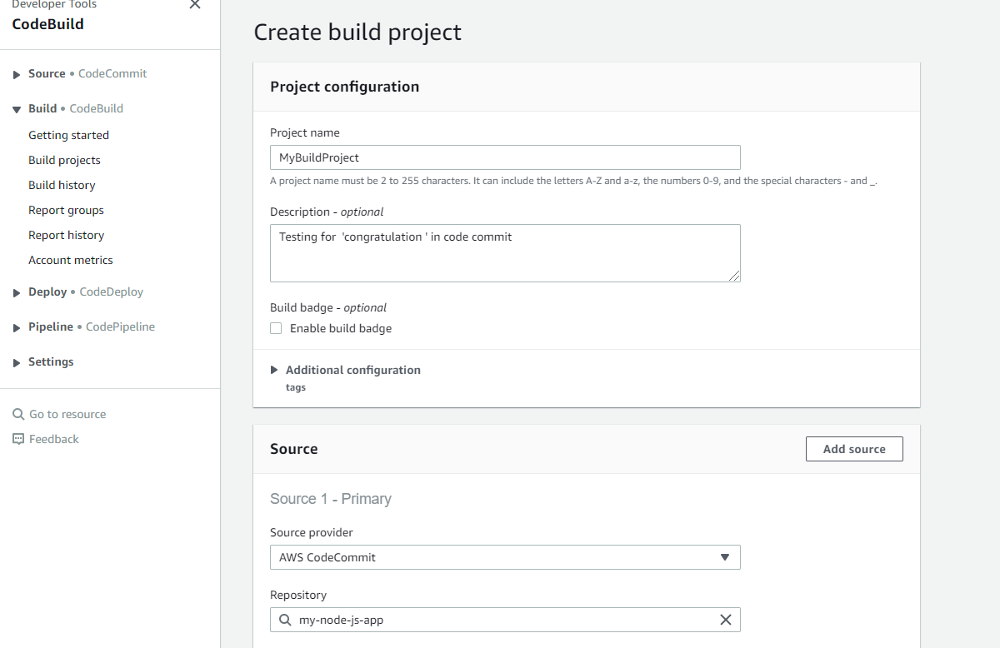 Developer Tools
CodeBuild
Source • CodeCommit
Build • CodeBuild
Getting started
Build projects
Build history
Report groups
Report history
Account metrics
Deploy • CodeDeploy
Pipeline • CodePipeline
Settings
Go to resource
Feedback
Create build project
Project configuration
Project name
MyBuildProject
A project name must be 2 to 255 characters. It can include the letters A-Z and a-z, the numbers 0-9, and the special characters - and _.
Description - optional
Testing for  'congratulation ' in code commit
Build badge - optional
Enable build badge
Additional configuration
tags
Source
Add source
Source 1 - Primary
Source provider
AWS CodeCommit
Repository
my-node-js-app